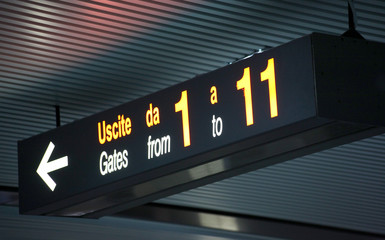 Uscite da 1 a 11
Gates from to